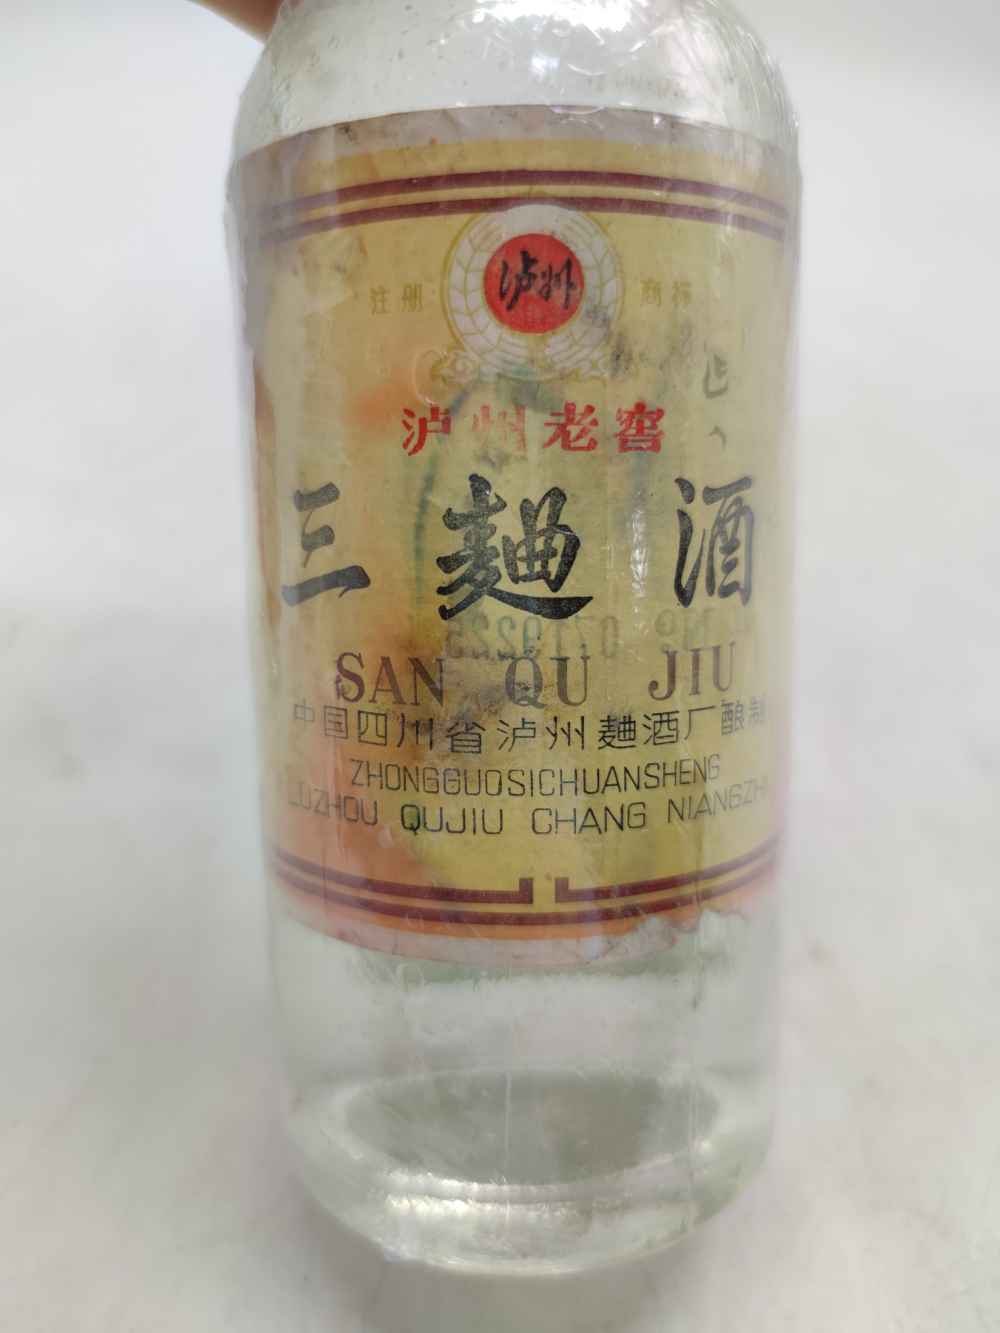 泸州
注册 商标
泸州老窖
三麯酒
SAN QU JIU
中国四川省泸州麯酒厂酿制
ZHONGGUOSICHUANSHENG
LUZHOU QUJIU CHANG NIANGZHI